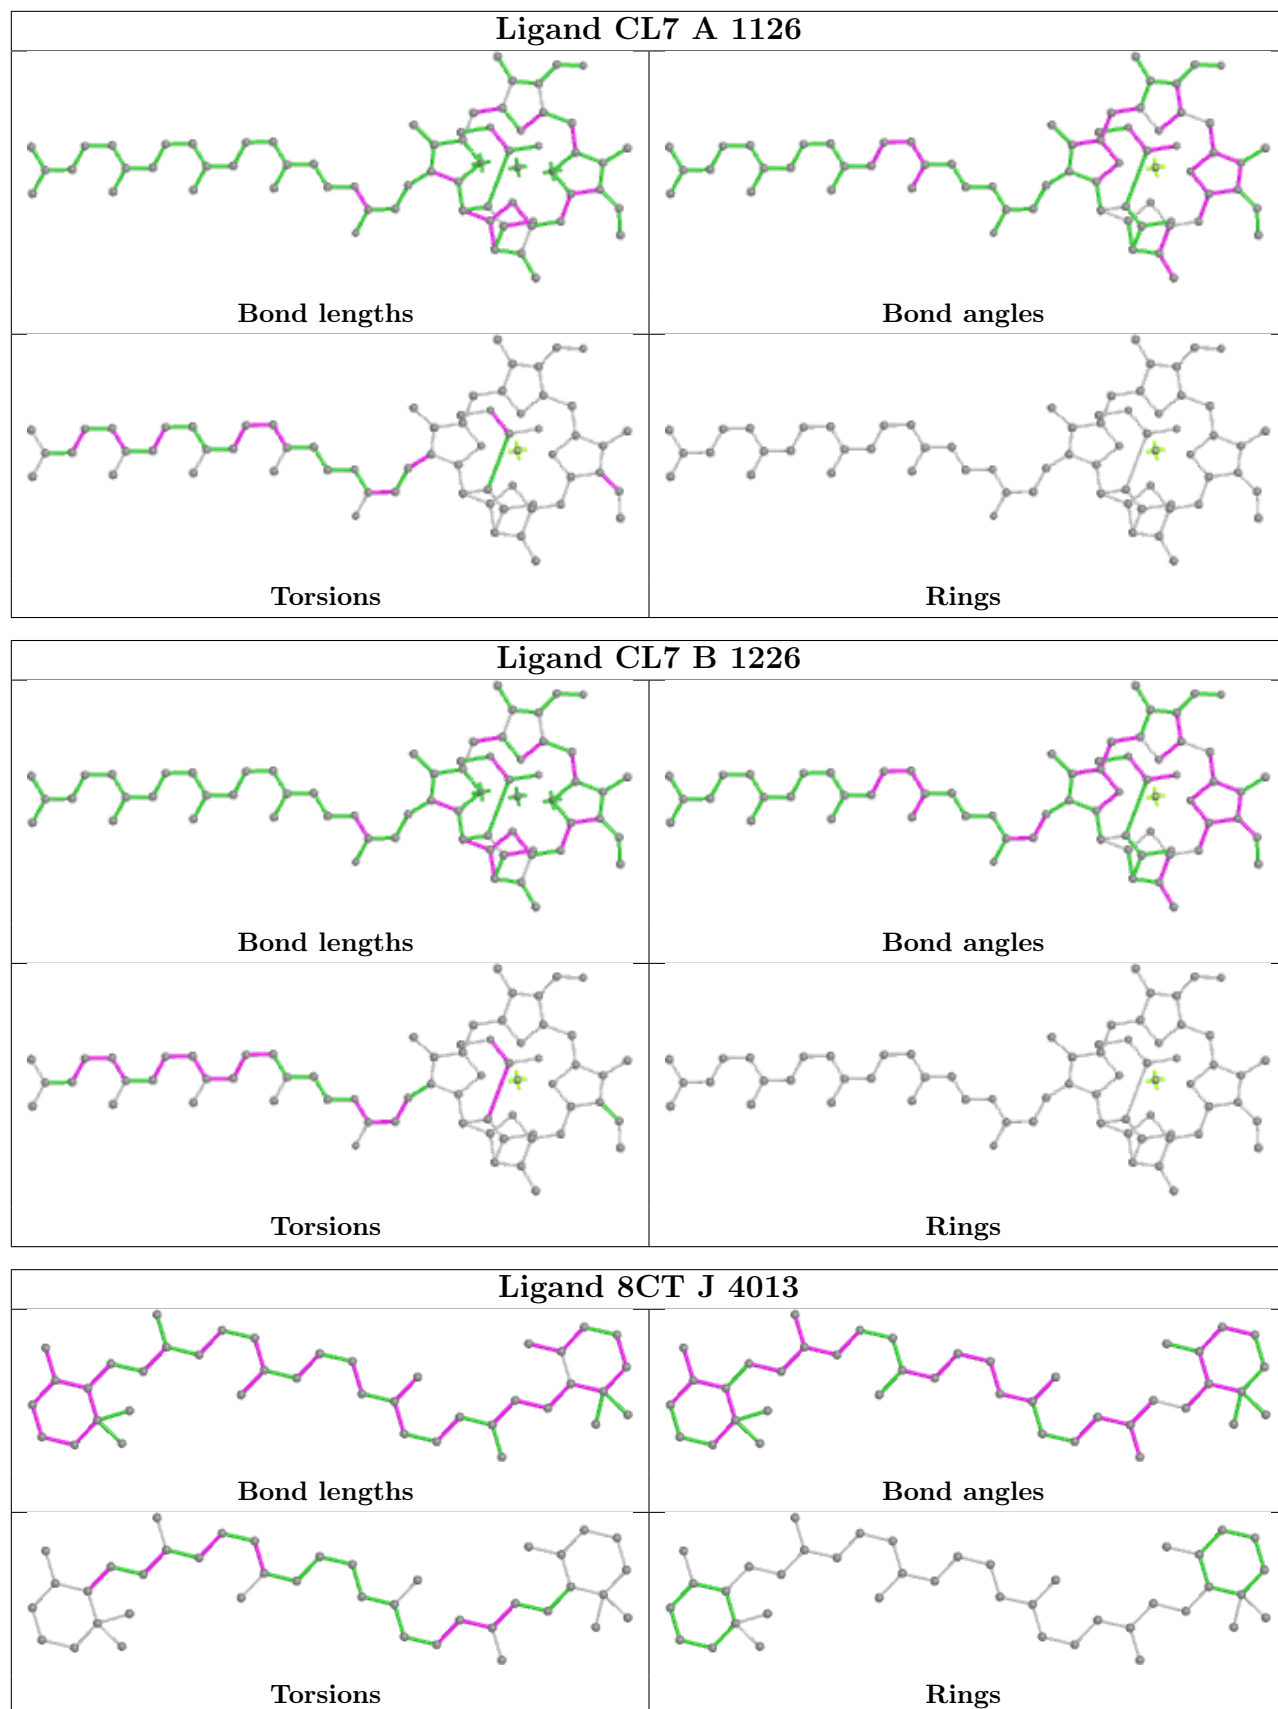 Ligand CL7 A 1126
Bond lengths
Bond angles
Torsions
Rings
Ligand CL7 B 1226
Bond lengths
Bond angles
Torsions
Rings
Ligand 8CT J 4013
Bond lengths
Bond angles
Torsions
Rings